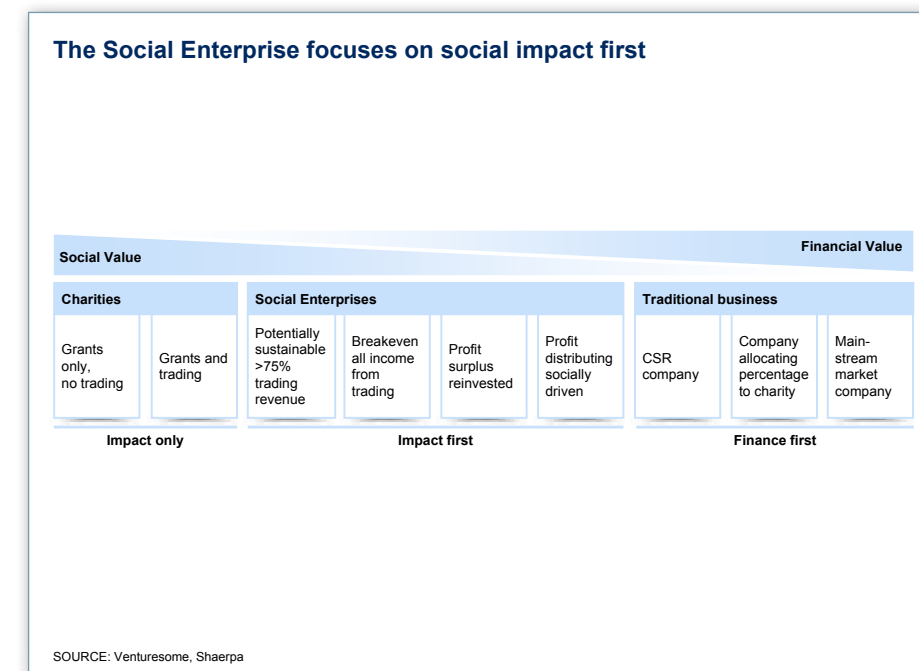 The Social Enterprise focuses on social impact first
Social Value
Financial Value
Charities
Social Enterprises
Traditional business
Grants
only,
no trading
Grants and
trading
Potentially
sustainable
>75%
trading
revenue
Breakeven
all income
from
trading
Profit
surplus
reinvested
Profit
distributing
socially
driven
CSR
company
Company
allocating
percentage
to charity
Main-
stream
market
company
Impact only
Impact first
Finance first
SOURCE: Venturesome, Shaerpa